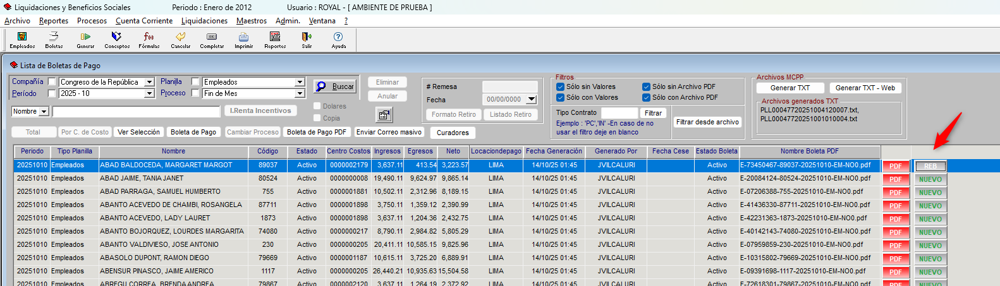 Liquidaciones y Beneficios Sociales Periodo : Enero de 2012 Usuario : ROYAL - [ AMBIENTE DE PRUEBA ]
Archivo Reportes Procesos Cuenta Corriente Liquidaciones Maestros Admin. Ventana ?
Empleados Boletas Generar Conceptos Fórmulas Cancelar Completar Imprimir Reportes Salir Ayuda
Lista de Boletas de Pago
Compañía Congreso de la República Planilla Empleados Buscar
Período 2025 - 10 Proceso Fin de Mes
Nombre I.Renta Incentivos
Eliminar
Anular
Dolares
Copia
# Remesa
Fecha 00/00/0000
Formato Retiro Listado Retiro
Filtros
Sólo sin Valores Sólo sin Archivo PDF
Sólo con Valores Sólo con Archivo PDF
Tipo Contrato Filtrar
Ejemplo : 'PC','IN' -En caso de no
usar el filtro deje en blanco
Filtrar desde archivo
Archivos MCPP
Generar TXT Generar TXT - Web
Archivos generados TXT
PLL00047720251004120007.txt,
PLL00047720251001010004.txt
Total Por C. de Costo Ver Selección Boleta de Pago Cambiar Proceso Boleta de Pago PDF Enviar Correo masivo Curadores
Periodo Tipo Planilla Nombre Código Estado Centro Costos Ingresos Egresos Neto Locaciondepago Fecha Generación Generado Por Fecha Cese Estado Boleta Nombre Boleta PDF
20251010 Empleados ABAD BALDOCEDA, MARGARET MARGOT 89037 Activo 0000002179 3,637.11 413.54 3,223.57 LIMA 14/10/25 01:45 JVILCALURI Activo E-73450467-89037-20251010-EM-NO0.pdf PDF REB
20251010 Empleados ABAD JAIME, TANIA JANET 80524 Activo 0000000008 19,490.11 9,624.97 9,865.14 LIMA 14/10/25 01:45 JVILCALURI Activo E-20084124-80524-20251010-EM-NO0.pdf PDF NUEVO
20251010 Empleados ABAD PARRAGA, SAMUEL HUMBERTO 755 Activo 0000001881 10,502.11 2,312.96 8,189.15 LIMA 14/10/25 01:45 JVILCALURI Activo E-07206388-755-20251010-EM-NO0.pdf PDF NUEVO
20251010 Empleados ABANTO ACEVEDO DE CHAMBI, ROSANGELA 87711 Activo 0000001898 3,750.11 1,359.12 2,390.99 LIMA 14/10/25 01:45 JVILCALURI Activo E-41436330-87711-20251010-EM-NO0.pdf PDF NUEVO
20251010 Empleados ABANTO ACEVEDO, LADY LAURET 1873 Activo 0000001898 3,637.11 1,204.36 2,432.75 LIMA 14/10/25 01:45 JVILCALURI Activo E-42231363-1873-20251010-EM-NO0.pdf PDF NUEVO
20251010 Empleados ABANTO BOJORQUEZ, LOURDES MARGARITA 74080 Activo 0000000217 8,790.11 2,984.82 5,805.29 LIMA 14/10/25 01:45 JVILCALURI Activo E-40142143-74080-20251010-EM-NO0.pdf PDF NUEVO
20251010 Empleados ABANTO VALDIVIESO, JOSE ANTONIO 230 Activo 0000000205 20,411.11 10,585.15 9,825.96 LIMA 14/10/25 01:45 JVILCALURI Activo E-07959859-230-20251010-EM-NO0.pdf PDF NUEVO
20251010 Empleados ABASOLO DUPONT, RAMON DIEGO 79669 Activo 0000001187 10,615.11 3,725.20 6,889.91 LIMA 14/10/25 01:45 JVILCALURI Activo E-10315802-79669-20251010-EM-NO0.pdf PDF NUEVO
20251010 Empleados ABENSUR PINASCO, JAIME AMERICO 1117 Activo 0000000205 26,440.21 10,935.63 15,504.58 LIMA 14/10/25 01:45 JVILCALURI Activo E-09391698-1117-20251010-EM-NO0.pdf PDF NUEVO
20251010 Empleados ABREGU CORREA, BRENDA ANDREA 79867 Activo 0000002120 3,637.11 1,264.19 2,372.92 LIMA 14/10/25 01:45 JVILCALURI Activo E-72618301-79867-20251010-EM-NO0.pdf PDF NUEVO